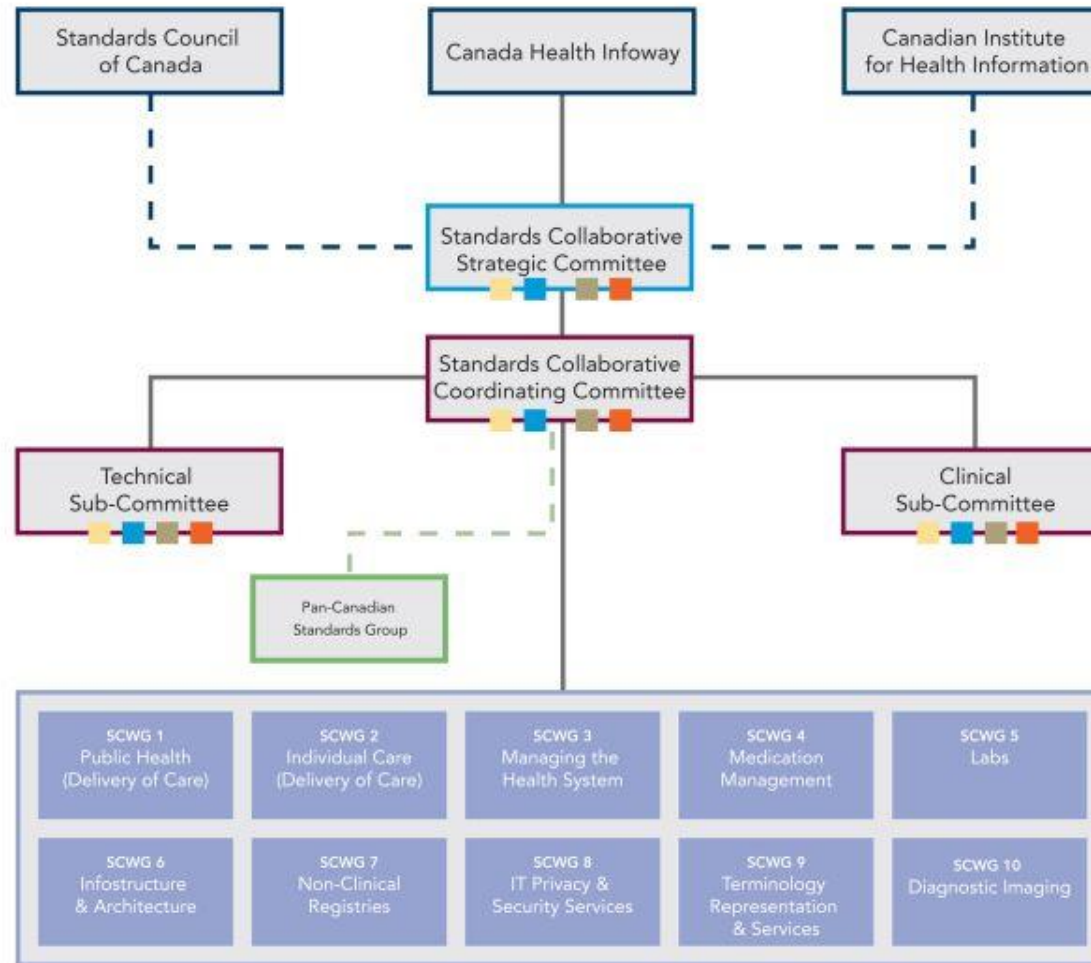 Standards Council
of Canada
Canada Health Infoway
Canadian Institute
for Health Information
Standards Collaborative
Strategic Committee
Standards Collaborative
Coordinating Committee
Technical
Sub-Committee
Clinical
Sub-Committee
Pan-Canadian
Standards Group
SCWG 1
Public Health
(Delivery of Care)
SCWG 2
Individual Care
(Delivery of Care)
SCWG 3
Managing the
Health System
SCWG 4
Medication
Management
SCWG 5
Labs
SCWG 6
Infostructure
& Architecture
SCWG 7
Non-Clinical
Registries
SCWG 8
IT Privacy &
Security Services
SCWG 9
Terminology
Representation
& Services
SCWG 10
Diagnostic Imaging